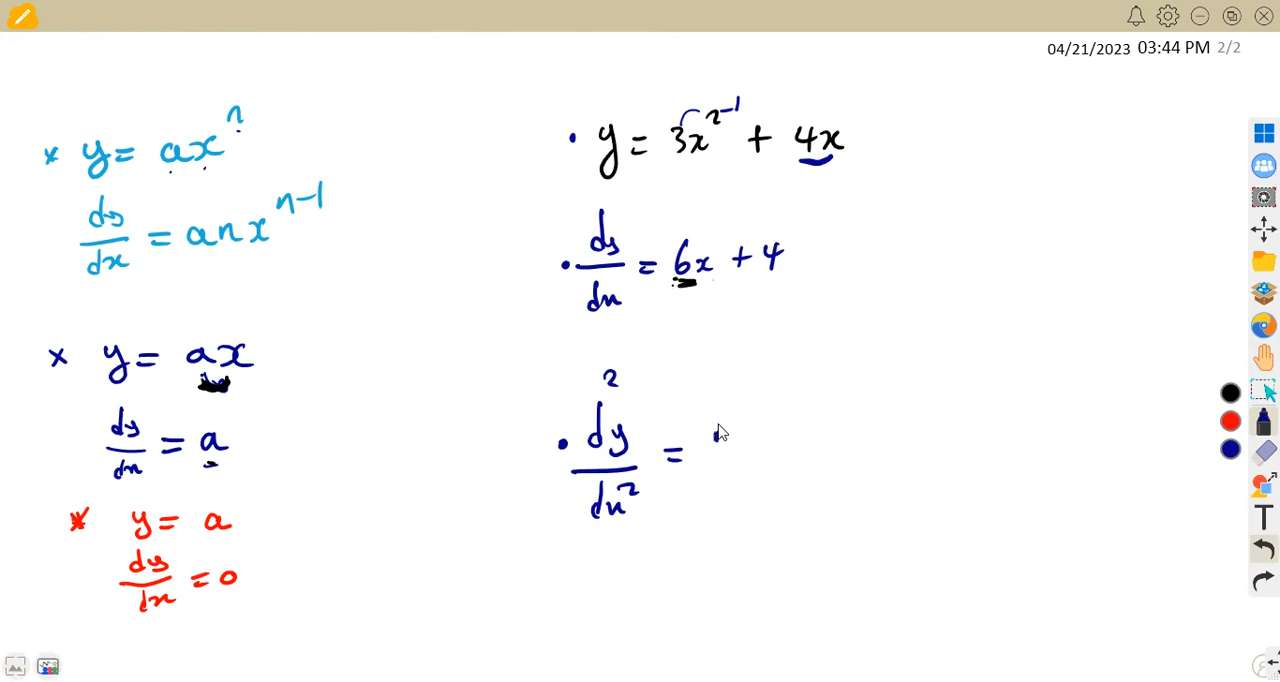 04/21/2023 03:44 PM 2/2
* y = ax^n
dy/dx = anx^{n-1}
* y = ax
dy/dx = a
* y = a
dy/dx = 0
• y = 3x^{2-1} + 4x
• dy/dx = 6x + 4
• d^2y/dx^2 =
T